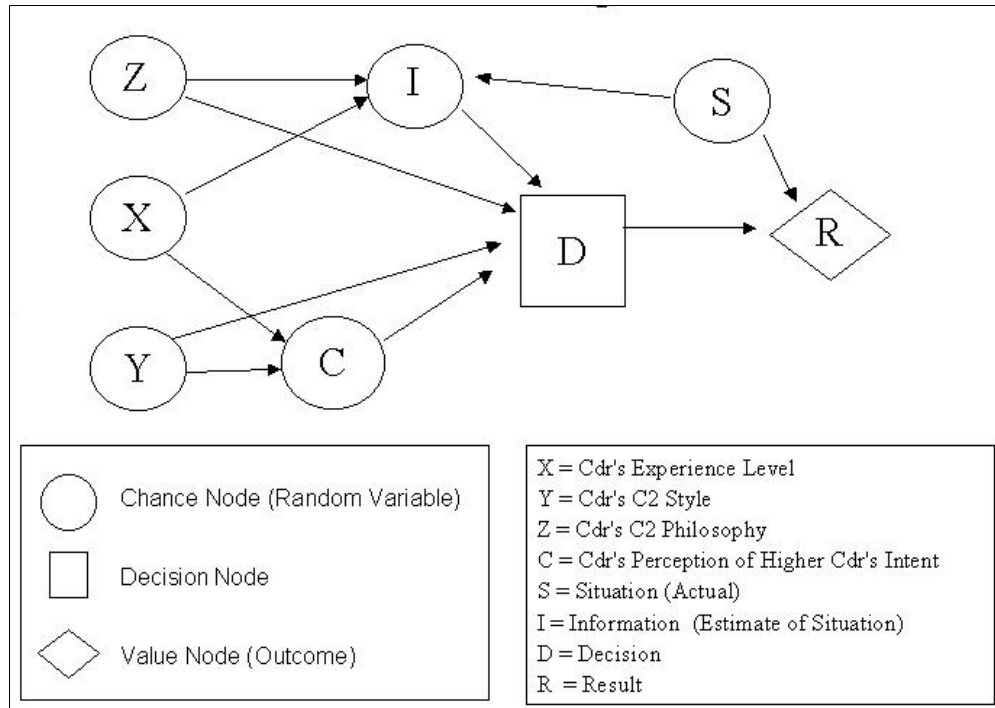 Z
I
S
X
R
D
Y
C
Chance Node (Random Variable)
Decision Node
Value Node (Outcome)
X = Cdr's Experience Level
Y = Cdr's C2 Style
Z = Cdr's C2 Philosophy
C = Cdr's Perception of Higher Cdr's Intent
S = Situation (Actual)
I = Information (Estimate of Situation)
D = Decision
R = Result